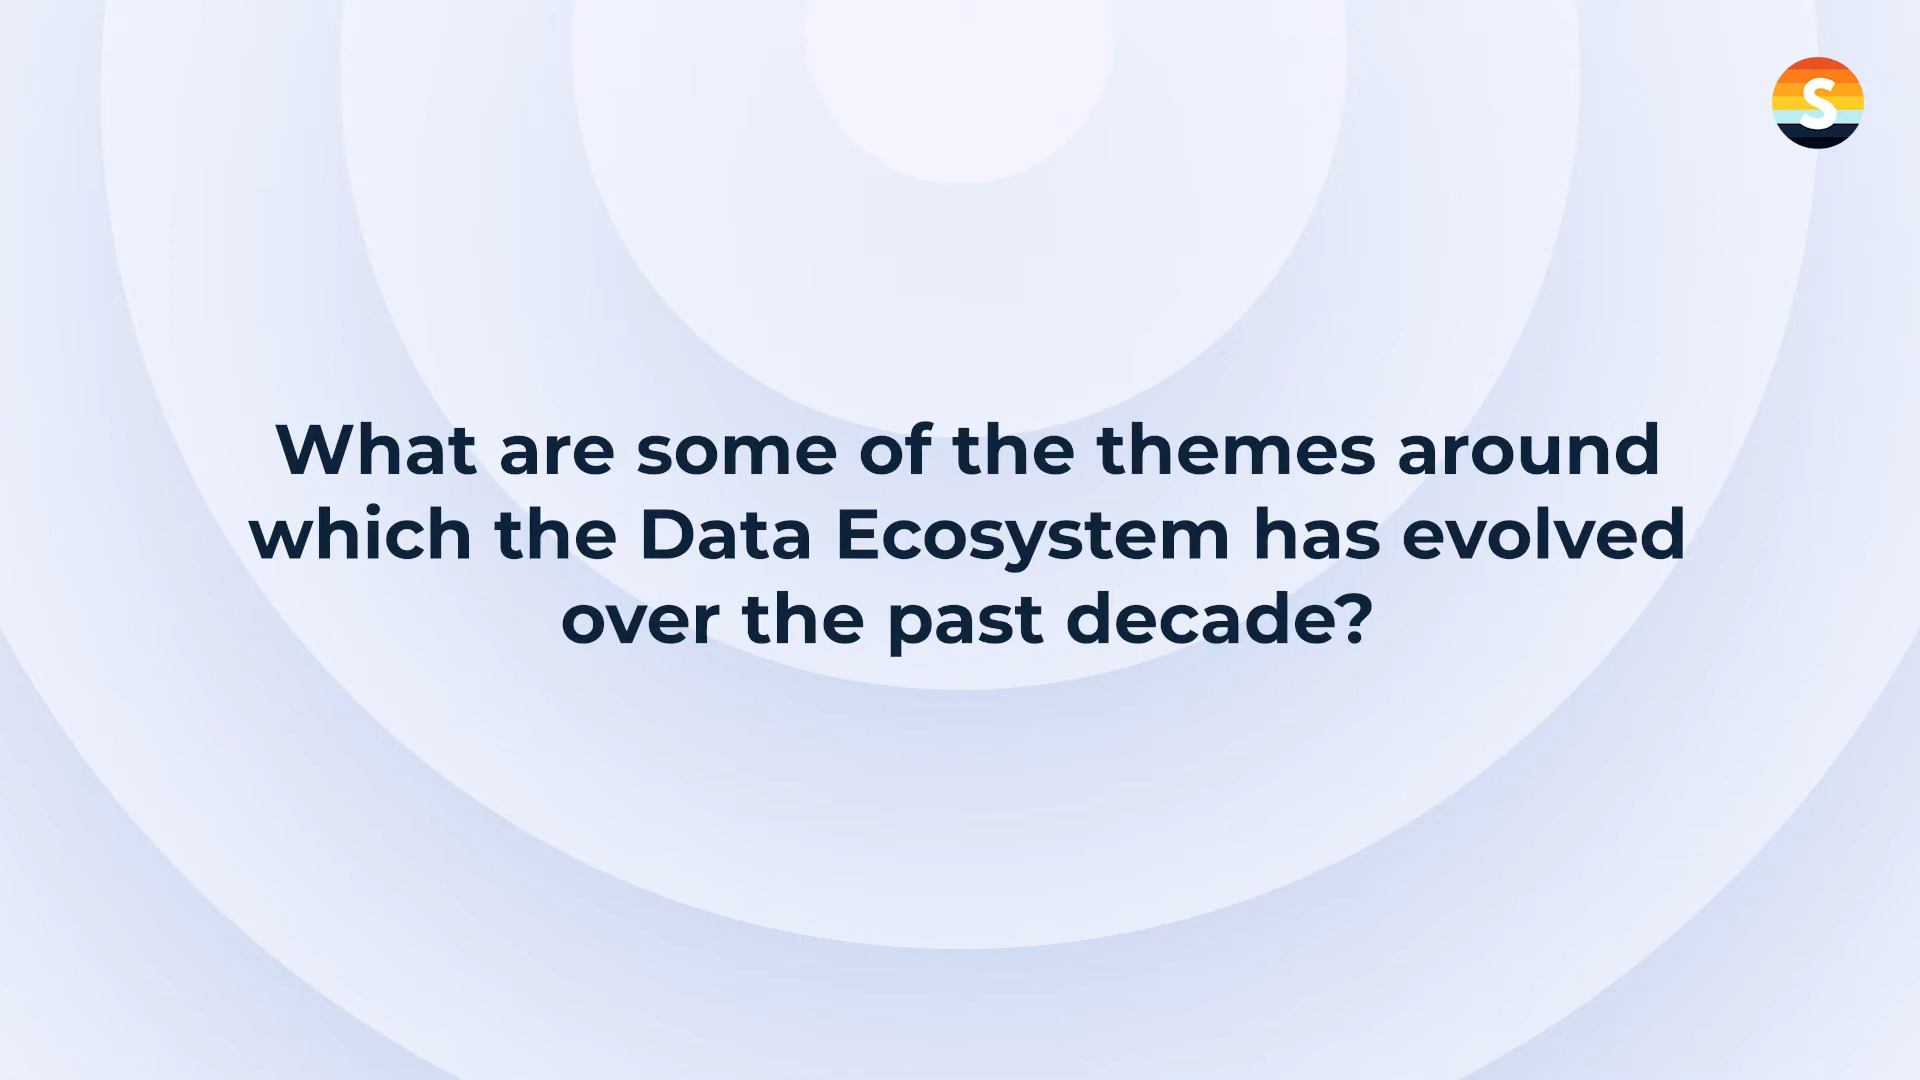 S
What are some of the themes around
which the Data Ecosystem has evolved
over the past decade?